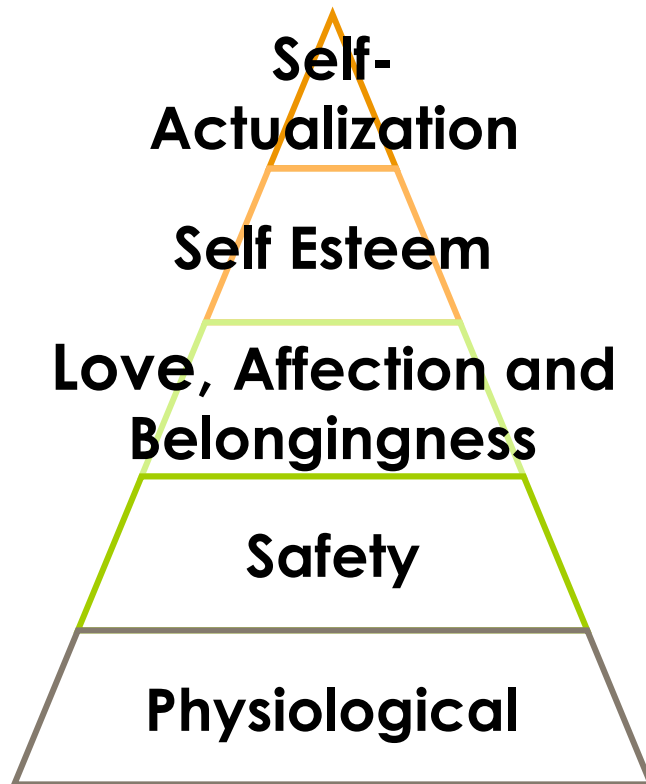 Self-
Actualization
Self Esteem
Love, Affection and
Belongingness
Safety
Physiological